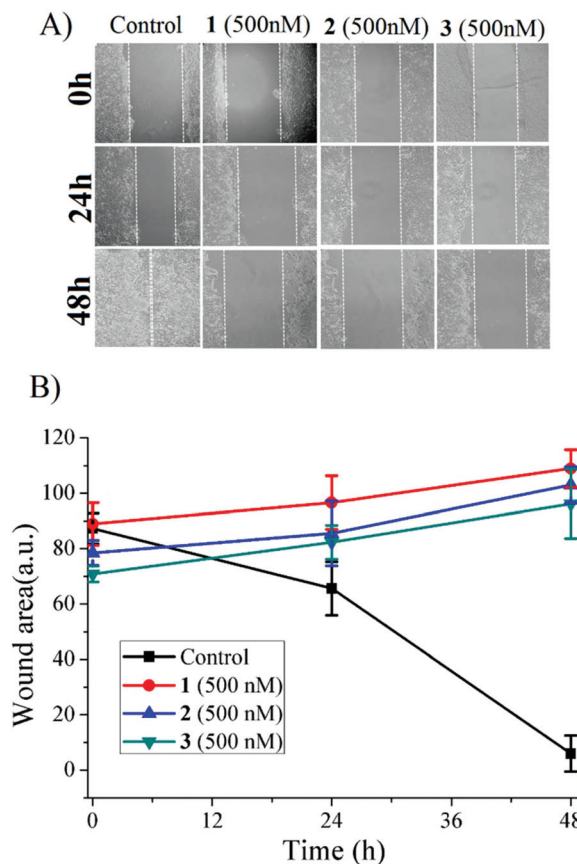 A)
Control
1 (500nM)
2 (500nM)
3 (500nM)
0h
24h
48h
B)
Wound area(a.u.)
120
100
80
60
40
20
0
Control
1 (500 nM)
2 (500 nM)
3 (500 nM)
0
12
24
36
48
Time (h)